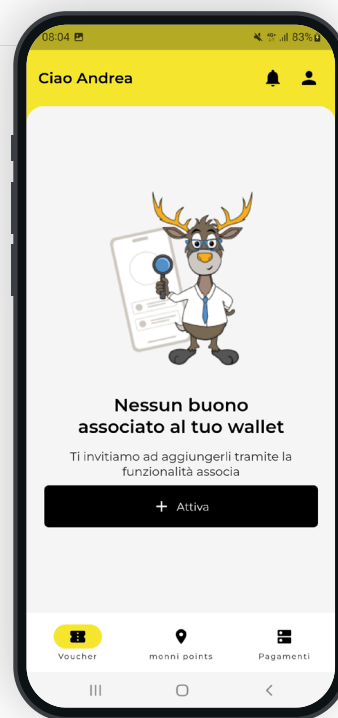 08:04
83%
Ciao Andrea
Nessun buono
associato al tuo wallet
Ti invitiamo ad aggiungerli tramite la
funzionalità associa
+ Attiva
Voucher
monni points
Pagamenti